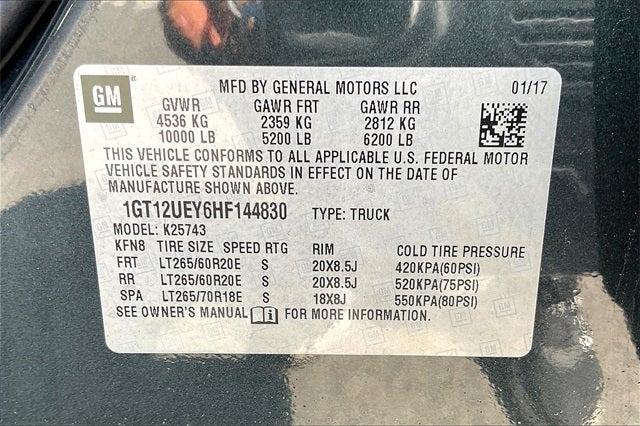 GM
MFD BY GENERAL MOTORS LLC 01/17
GVWR GAWR FRT GAWR RR
4536 KG 2359 KG 2812 KG
10000 LB 5200 LB 6200 LB
THIS VEHICLE CONFORMS TO ALL APPLICABLE U.S. FEDERAL MOTOR
VEHICLE SAFETY STANDARDS IN EFFECT ON THE DATE OF
MANUFACTURE SHOWN ABOVE.
1GT12UEY6HF144830 TYPE: TRUCK
MODEL: K25743
KFN8 TIRE SIZE SPEED RTG RIM COLD TIRE PRESSURE
FRT LT265/60R20E S 20X8.5J 420KPA(60PSI)
RR LT265/60R20E S 20X8.5J 520KPA(75PSI)
SPA LT265/70R18E S 18X8J 550KPA(80PSI)
SEE OWNER'S MANUAL i FOR MORE INFORMATION.